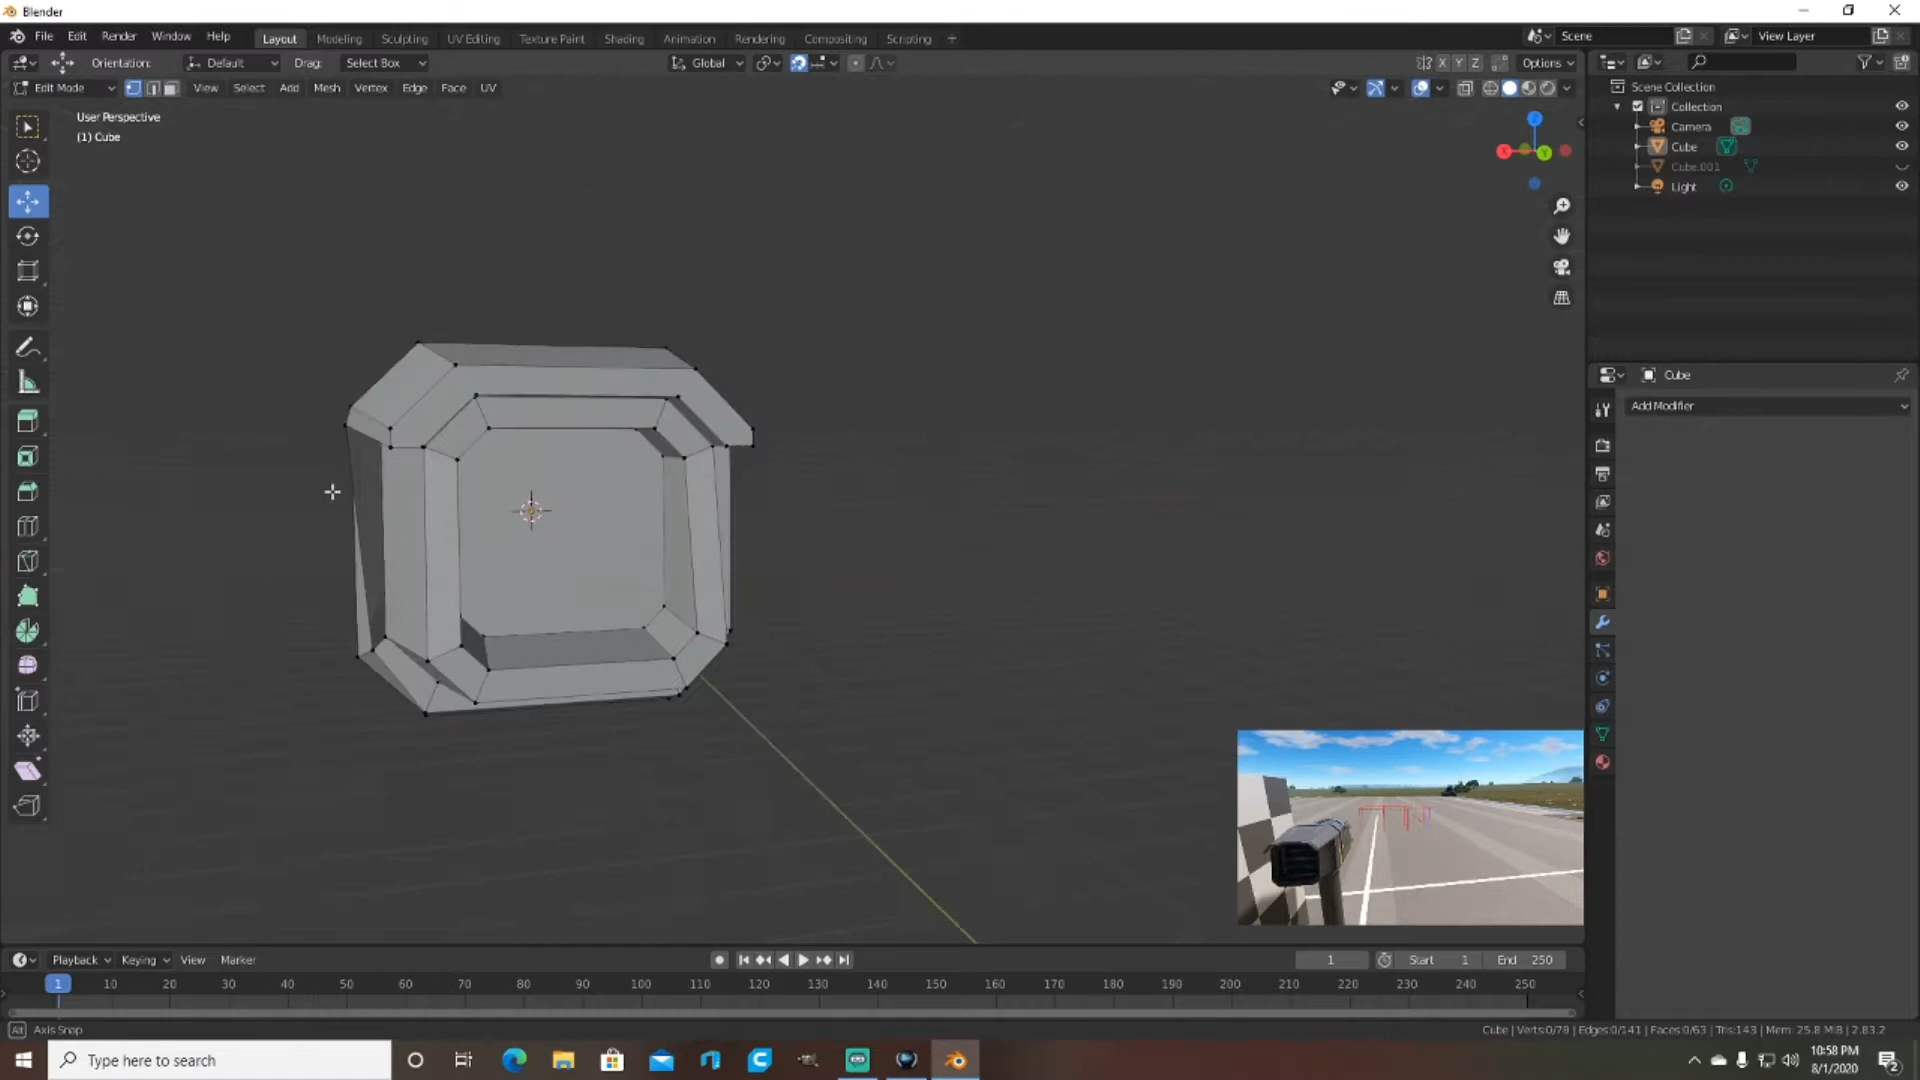 Blender
File Edit Render Window Help
Layout Modeling Sculpting UV Editing Texture Paint Shading Animation Rendering Compositing Scripting +
Scene
View Layer
Orientation: Default Drag: Select Box
Global
X Y Z Options
Edit Mode View Select Add Mesh Vertex Edge Face UV
User Perspective
(1) Cube
Scene Collection
Collection
Camera
Cube
Cube.001
Light
Cube
Add Modifier
Playback Keying View Marker
1 Start 1 End 250
1 10 20 30 40 50 60 70 80 90 100 110 120 130 140 150 160 170 180 190 200 210 220 230 240 250
Alt Axis Snap
Cube | Verts:0/78 | Edges:0/141 | Faces:0/63 | Tris:143 | Mem: 25.8 MiB | 2.83.2
Type here to search
10:58 PM
8/1/2020
2